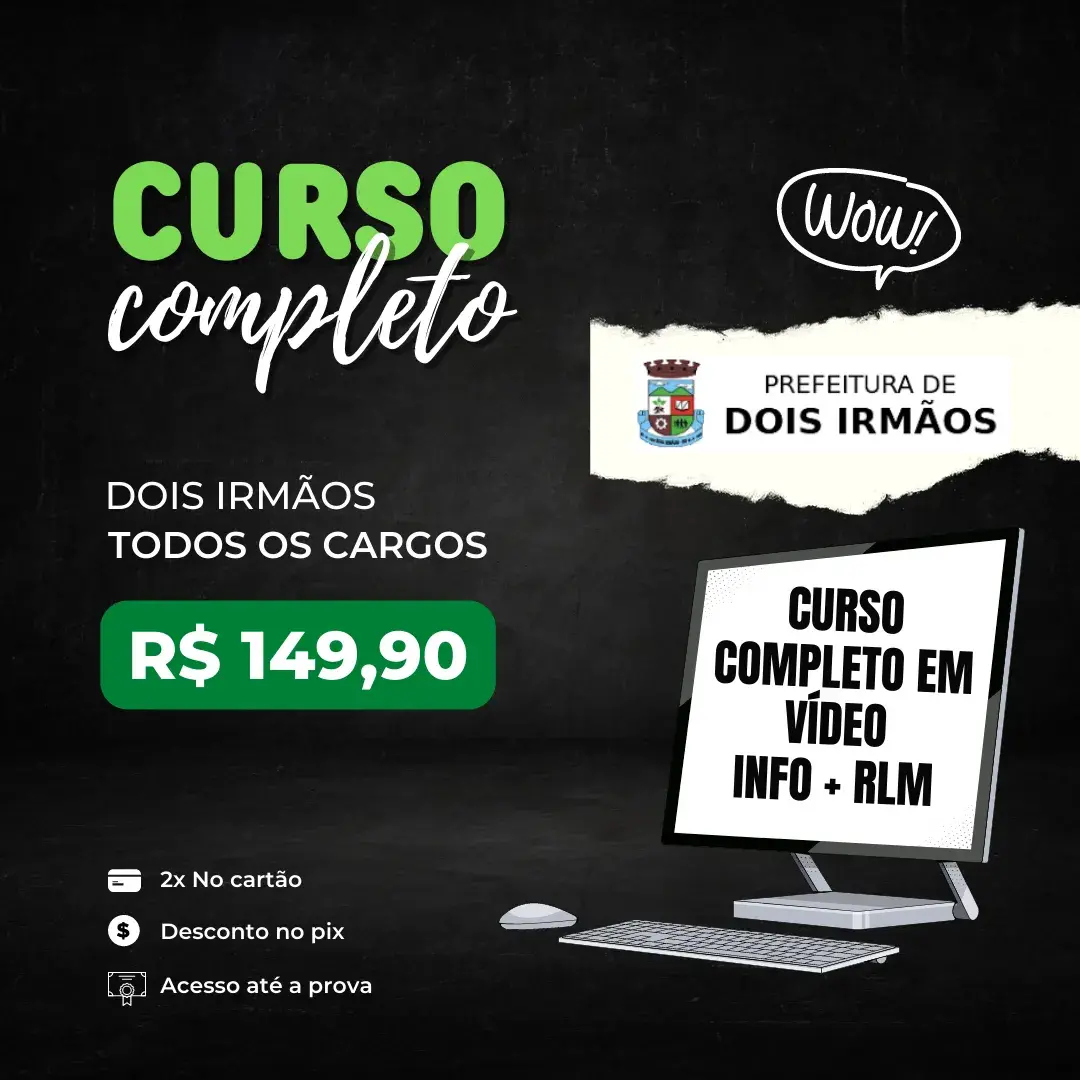 CURSO
completo
Wow!
PREFEITURA DE
DOIS IRMÃOS
DOIS IRMÃOS
TODOS OS CARGOS
R$ 149,90
CURSO
COMPLETO EM
VÍDEO
INFO + RLM
2x No cartão
$
Desconto no pix
Acesso até a prova